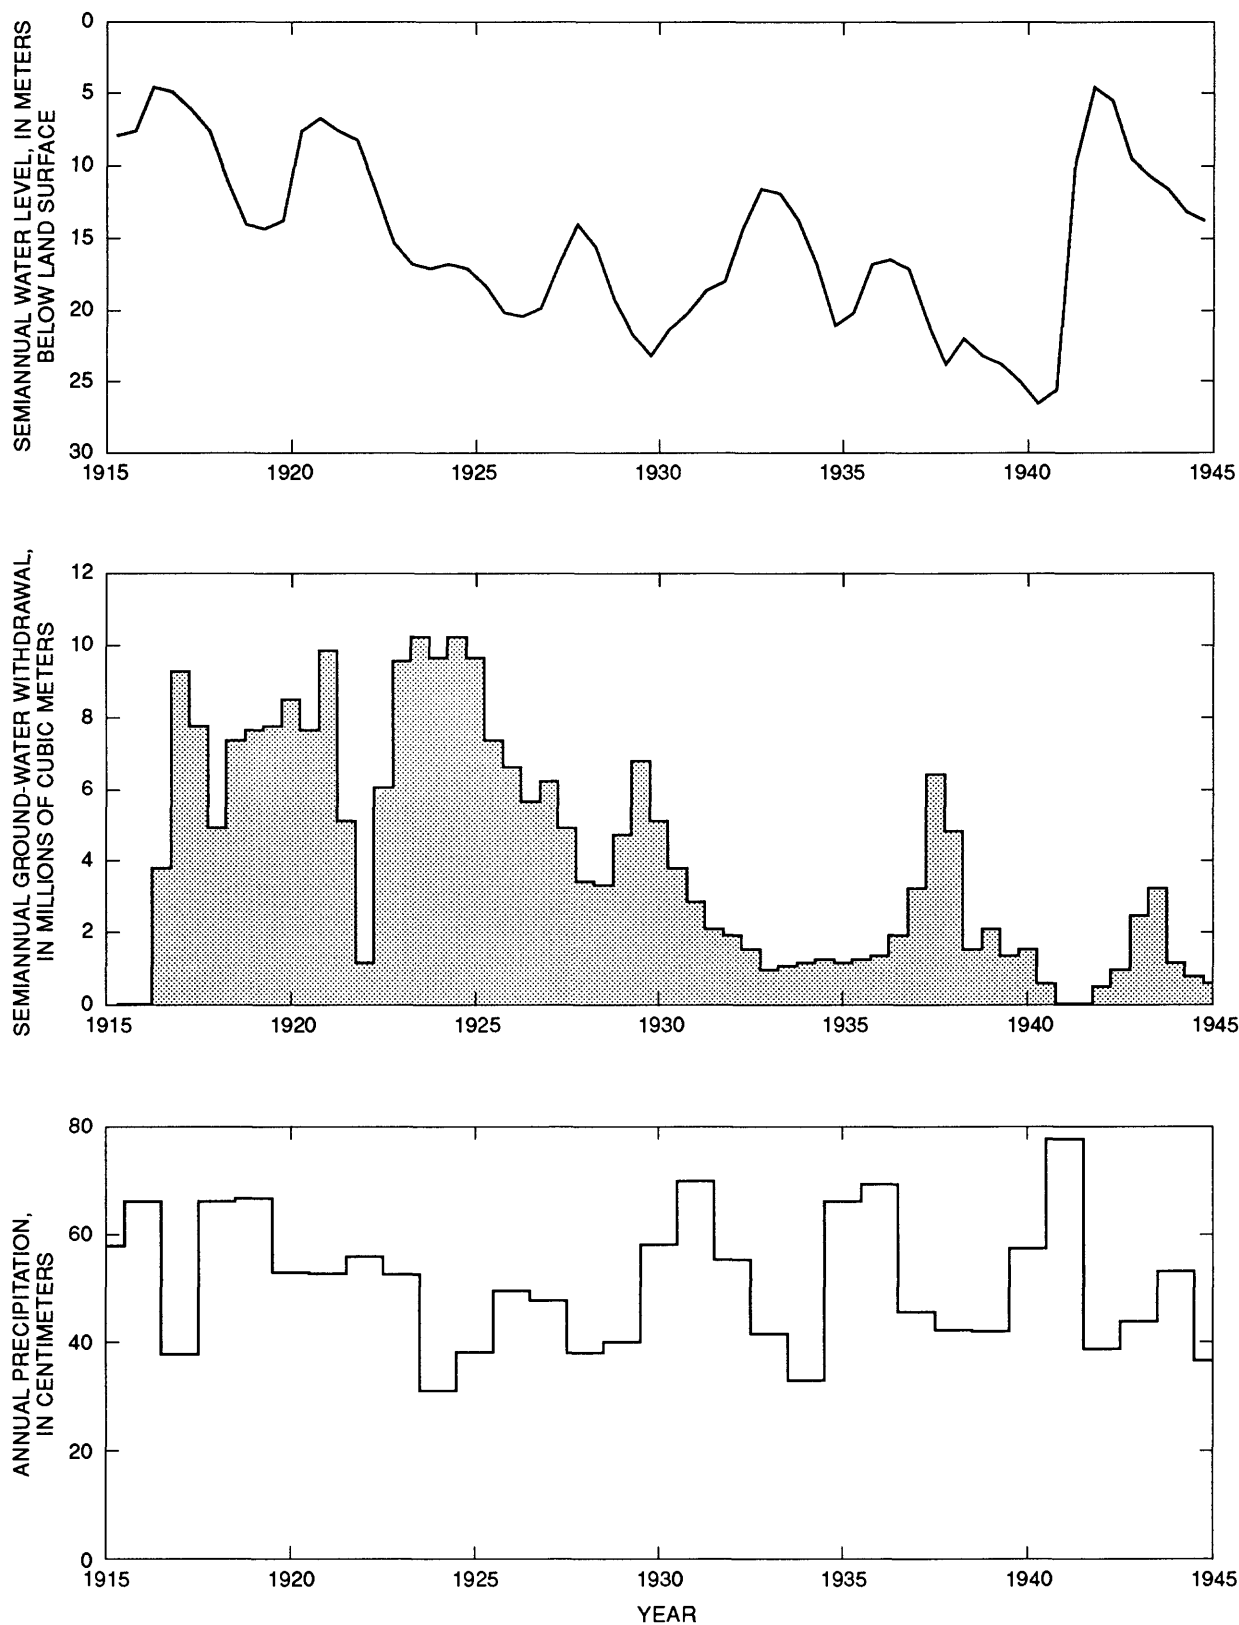 SEMIANNUAL WATER LEVEL, IN METERS
BELOW LAND SURFACE
0
5
10
15
20
25
30
1915 1920 1925 1930 1935 1940 1945
SEMIANNUAL GROUND-WATER WITHDRAWAL,
IN MILLIONS OF CUBIC METERS
12
10
8
6
4
2
0
1915 1920 1925 1930 1935 1940 1945
ANNUAL PRECIPITATION,
IN CENTIMETERS
80
60
40
20
0
1915 1920 1925 1930 1935 1940 1945
YEAR